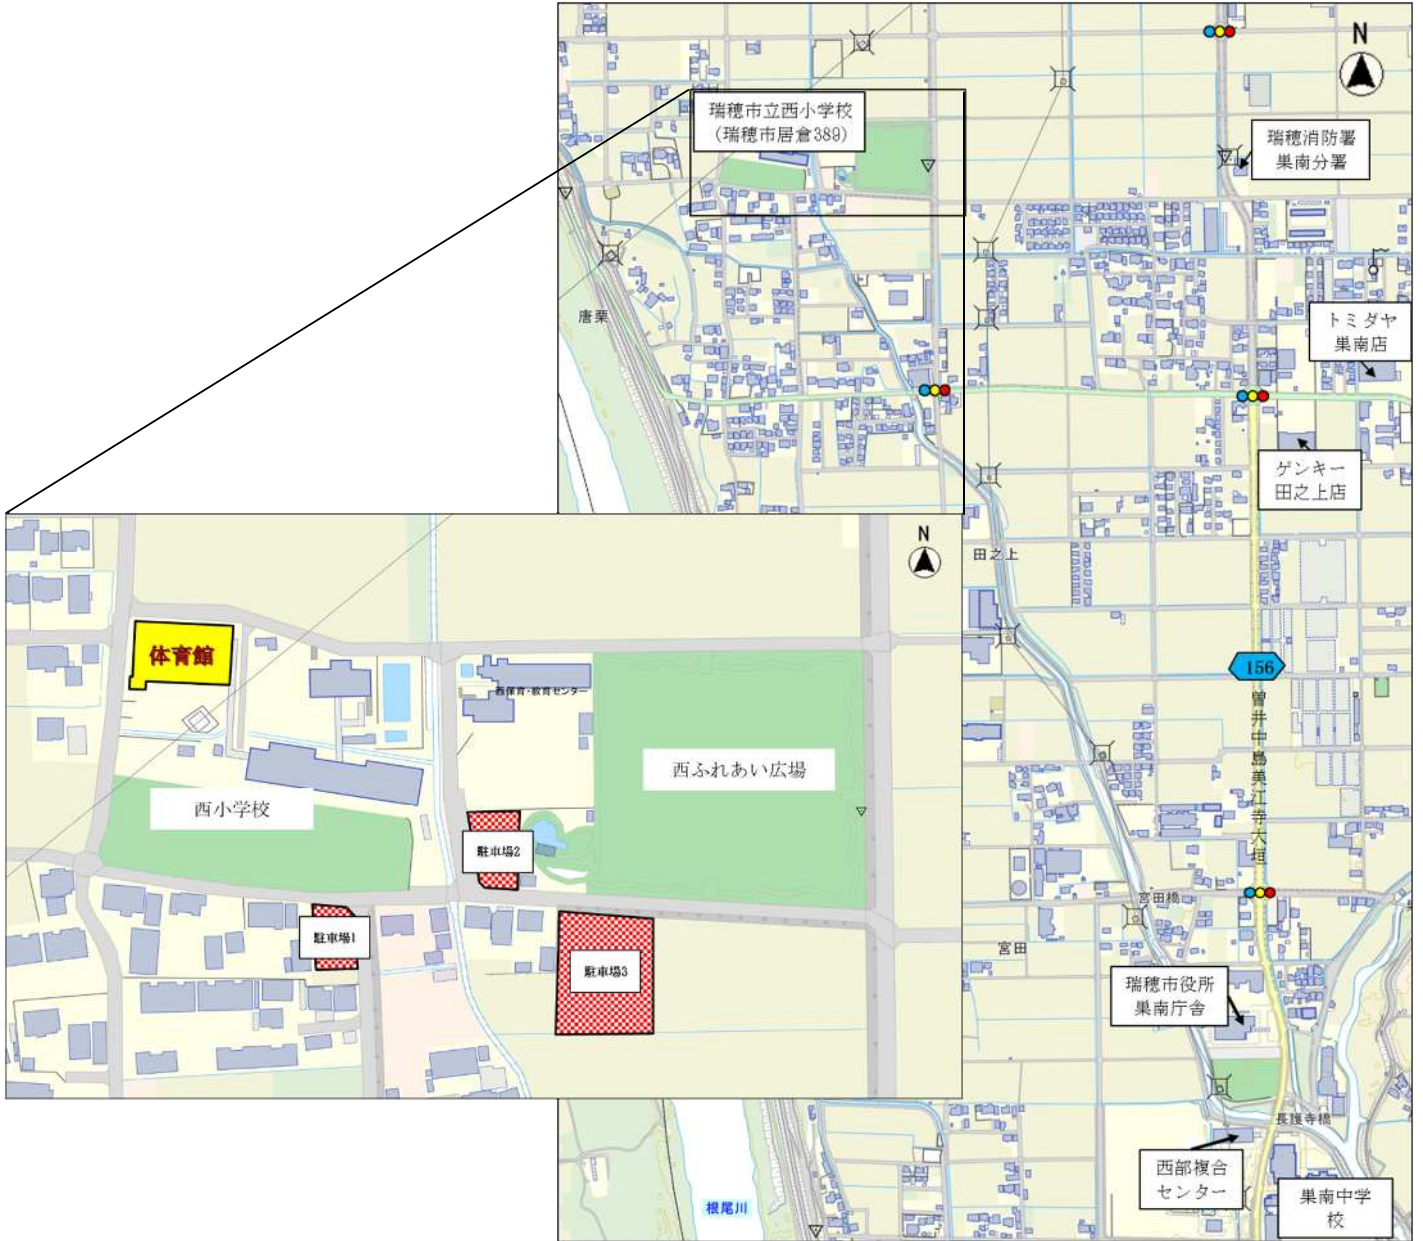 N
瑞穂市立西小学校
(瑞穂市居倉389)
瑞穂消防署
巣南分署
唐栗
トミダヤ
巣南店
ゲンキー
田之上店
N
田之上
体育館
156
西保育・教育センター
曽井中島美江寺大垣
西ふれあい広場
西小学校
駐車場2
宮田橋
駐車場1
宮田
駐車場3
瑞穂市役所
巣南庁舎
長護寺橋
西部複合
センター
巣南中学
校
根尾川